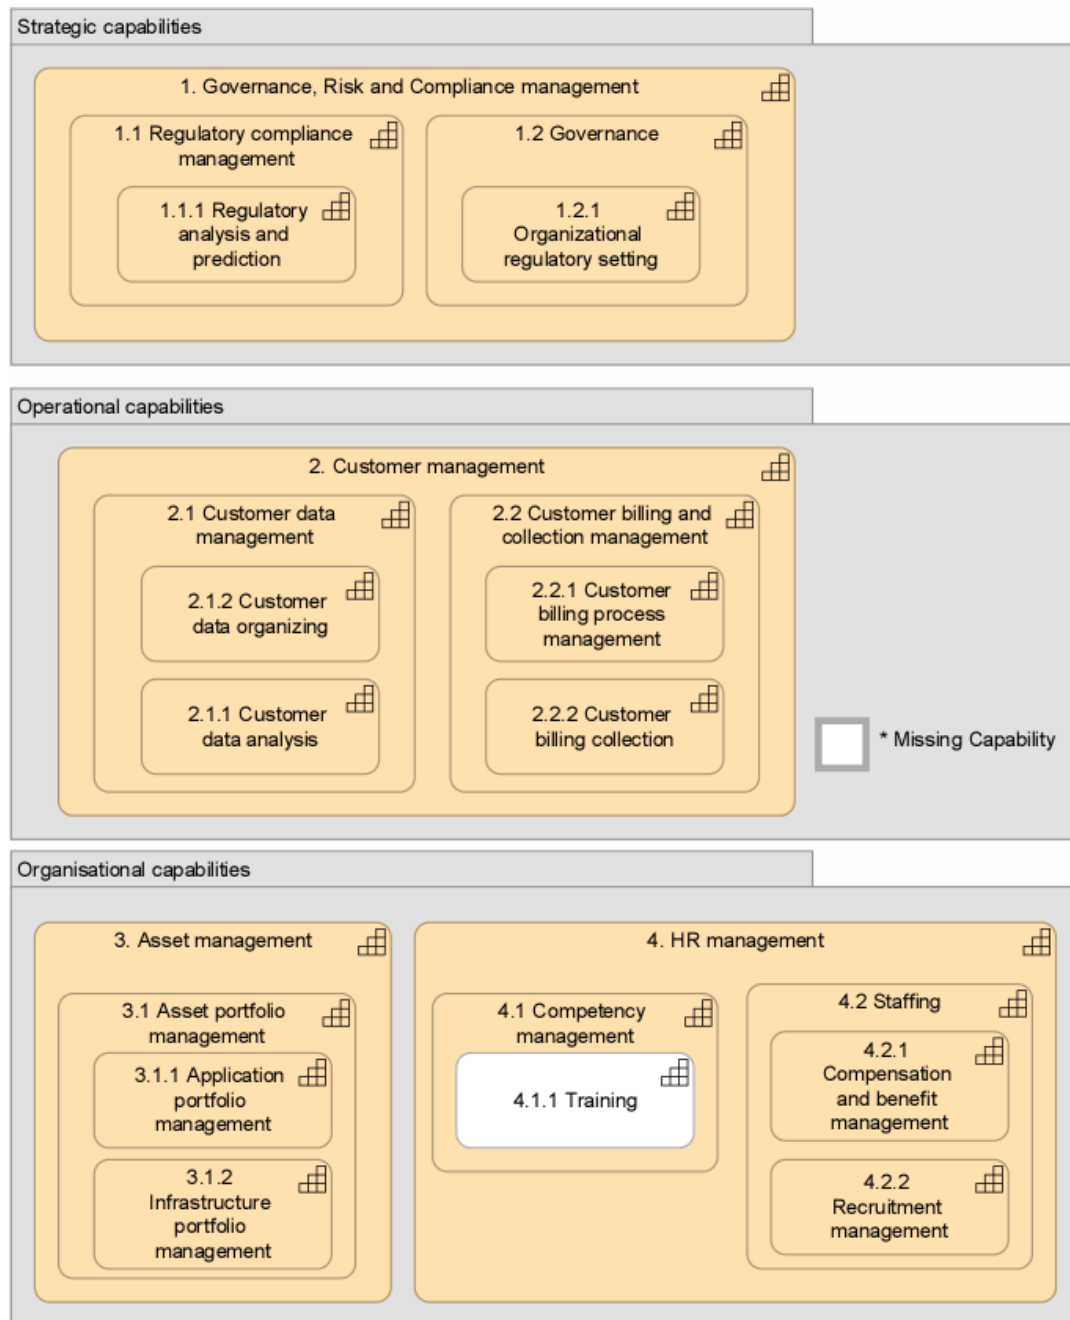 Strategic capabilities
1. Governance, Risk and Compliance management
1.1 Regulatory compliance
management
1.1.1 Regulatory
analysis and
prediction
1.2 Governance
1.2.1
Organizational
regulatory setting
Operational capabilities
2. Customer management
2.1 Customer data
management
2.1.2 Customer
data organizing
2.1.1 Customer
data analysis
2.2 Customer billing and
collection management
2.2.1 Customer
billing process
management
2.2.2 Customer
billing collection
* Missing Capability
Organisational capabilities
3. Asset management
3.1 Asset portfolio
management
3.1.1 Application
portfolio
management
3.1.2
Infrastructure
portfolio
management
4. HR management
4.1 Competency
management
4.1.1 Training
4.2 Staffing
4.2.1
Compensation
and benefit
management
4.2.2
Recruitment
management